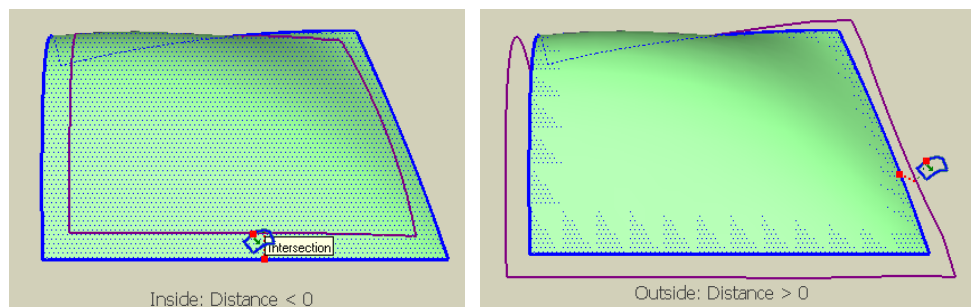 Intersection
Inside: Distance < 0
Outside: Distance > 0